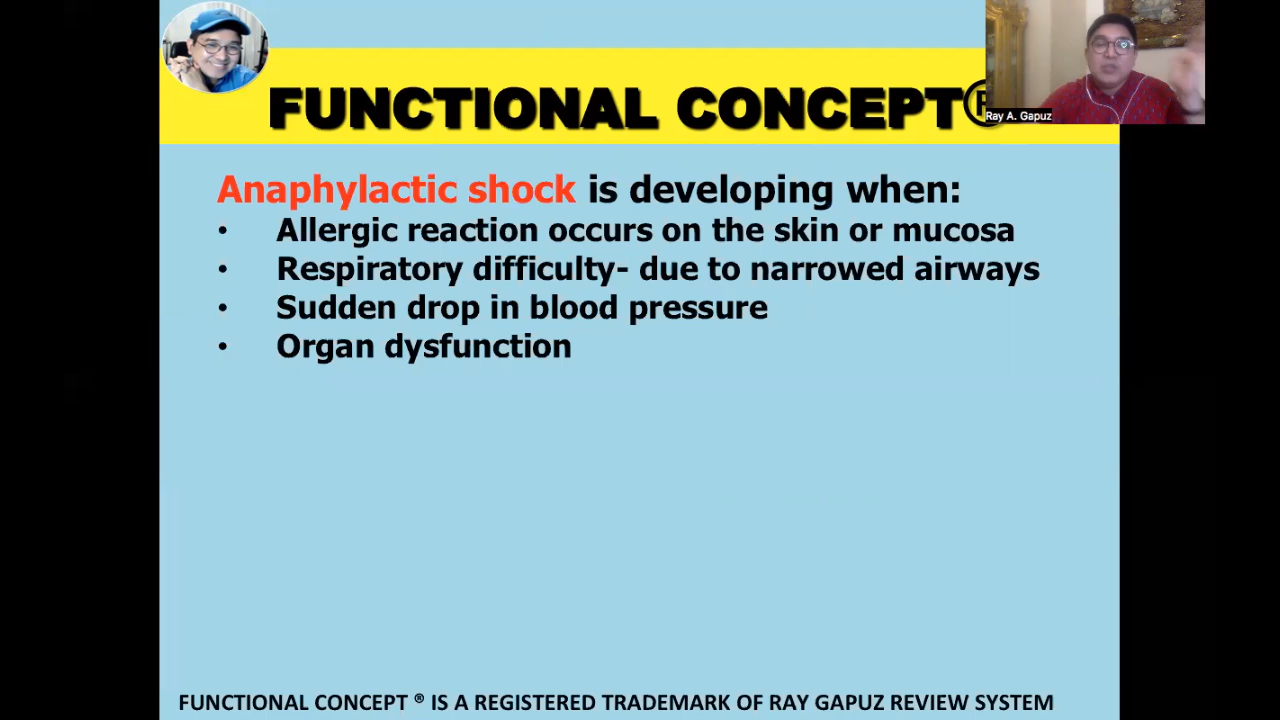 FUNCTIONAL CONCEPT®
Ray A. Gapuz
Anaphylactic shock is developing when:
• Allergic reaction occurs on the skin or mucosa
• Respiratory difficulty- due to narrowed airways
• Sudden drop in blood pressure
• Organ dysfunction
FUNCTIONAL CONCEPT ® IS A REGISTERED TRADEMARK OF RAY GAPUZ REVIEW SYSTEM